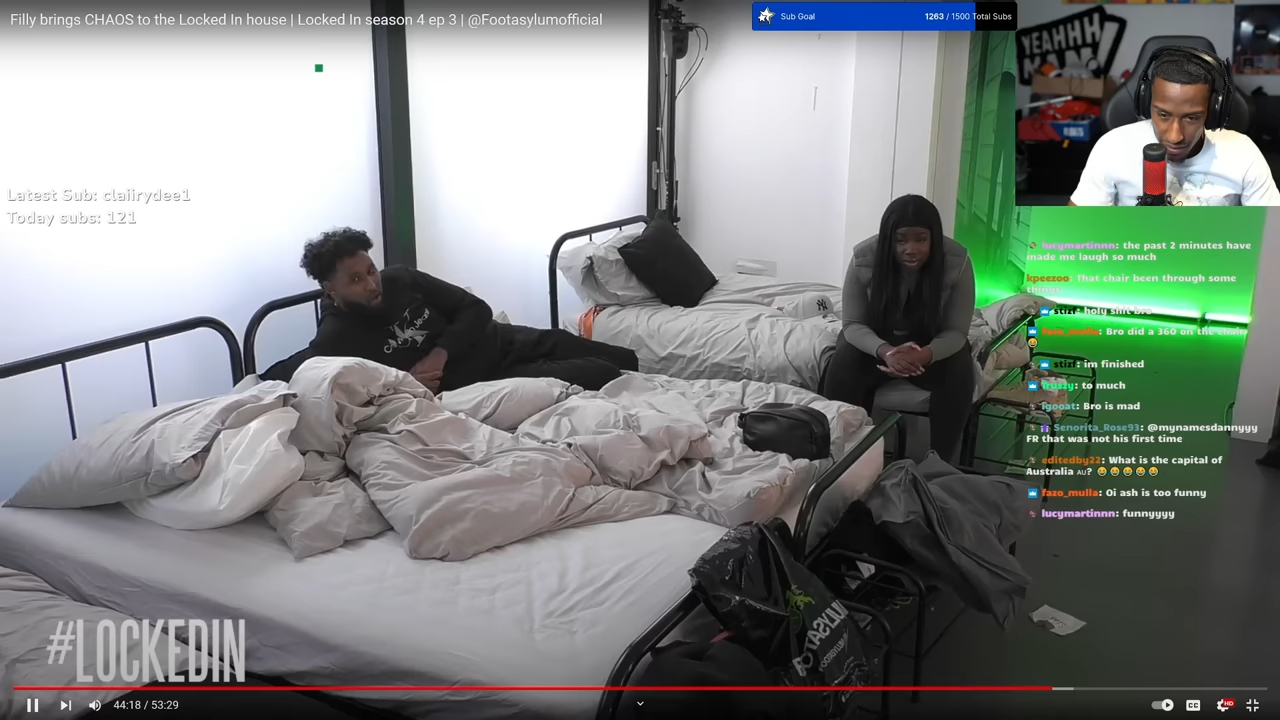 Filly brings CHAOS to the Locked In house | Locked In season 4 ep 3 | @Footasylumofficial
Sub Goal
1263 / 1500 Total Subs
YEAHHH
Latest Sub: claiirydee1
Today subs: 121
lucymartinnn: the past 2 minutes have
made me laugh so much
kpeezoo: That chair been through some
things
stizf: holy shit bro
fazo_mulla: Bro did a 360 on the chair
stizf: im finished
: to much
igooat: Bro is mad
Senorita_Rose93: @mynamesdannyyy
FR that was not his first time
editedby22: What is the capital of
Australia AU?
fazo_mulla: Oi ash is too funny
lucymartinnn: funnyyyy
#LOCKEDIN
44:18 / 53:29
CC
HD